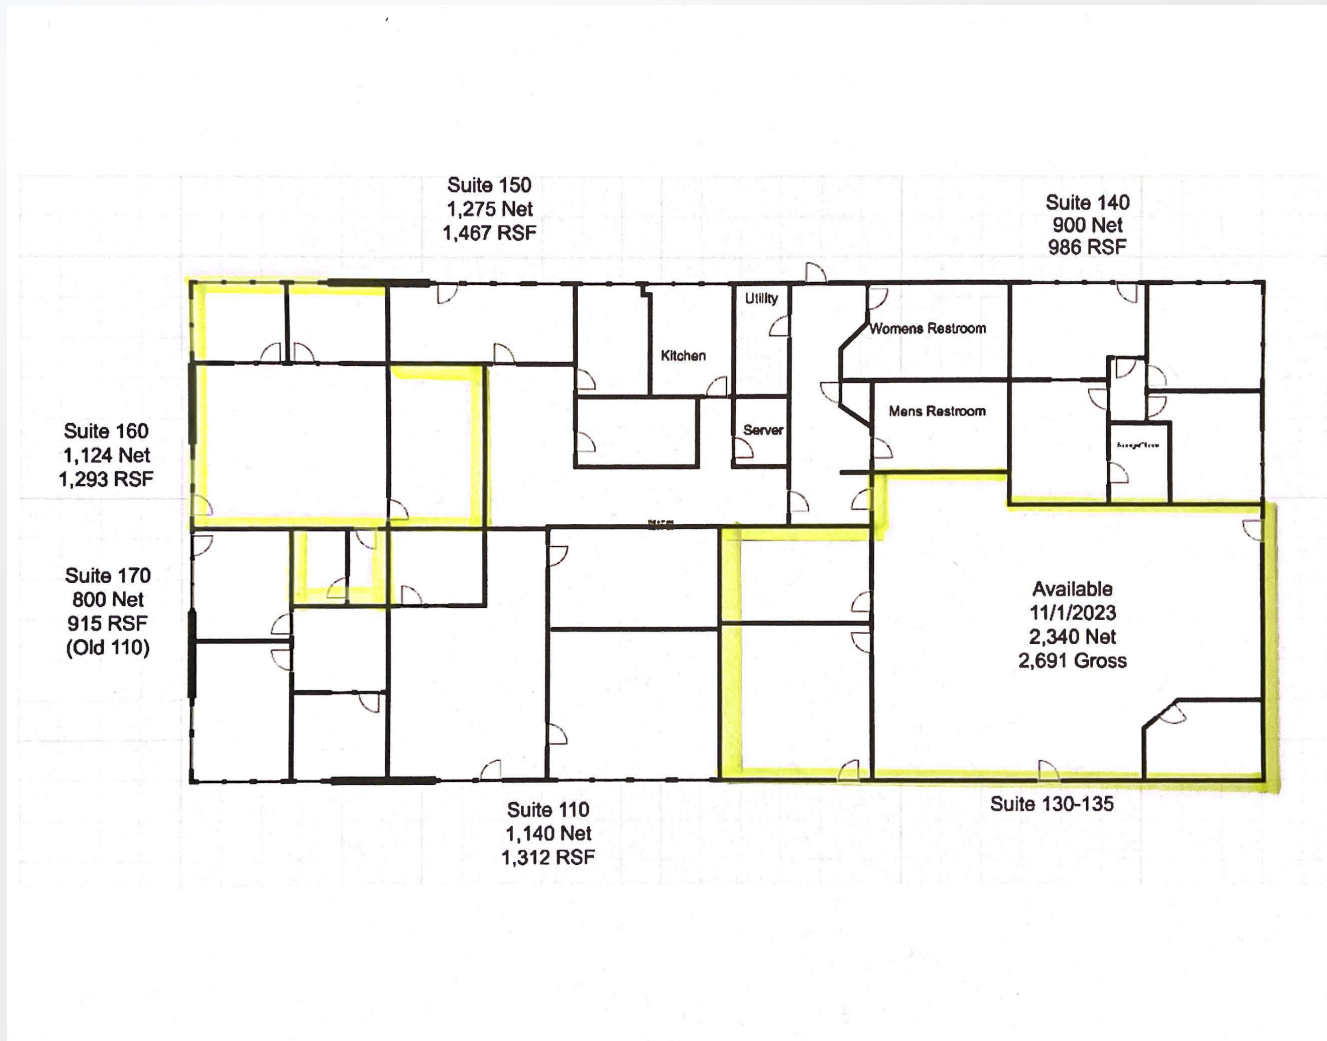 Suite 150
1,275 Net
1,467 RSF
Suite 140
900 Net
986 RSF
Utility
Womens Restroom
Kitchen
Mens Restroom
Server
Suite 160
1,124 Net
1,293 RSF
Suite 170
800 Net
915 RSF
(Old 110)
Available
11/1/2023
2,340 Net
2,691 Gross
Suite 110
1,140 Net
1,312 RSF
Suite 130-135